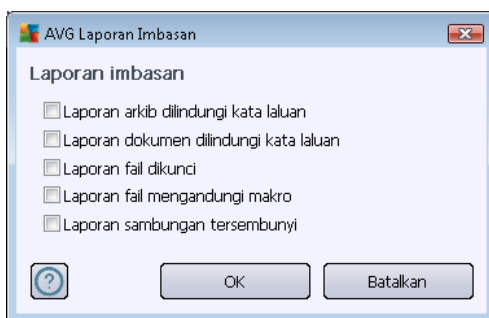 AVG Laporan Imbasan
Laporan imbasan
Laporan arkib dilindungi kata laluan
Laporan dokumen dilindungi kata laluan
Laporan fail dikunci
Laporan fail mengandungi makro
Laporan sambungan tersembunyi
?
OK
Batalkan